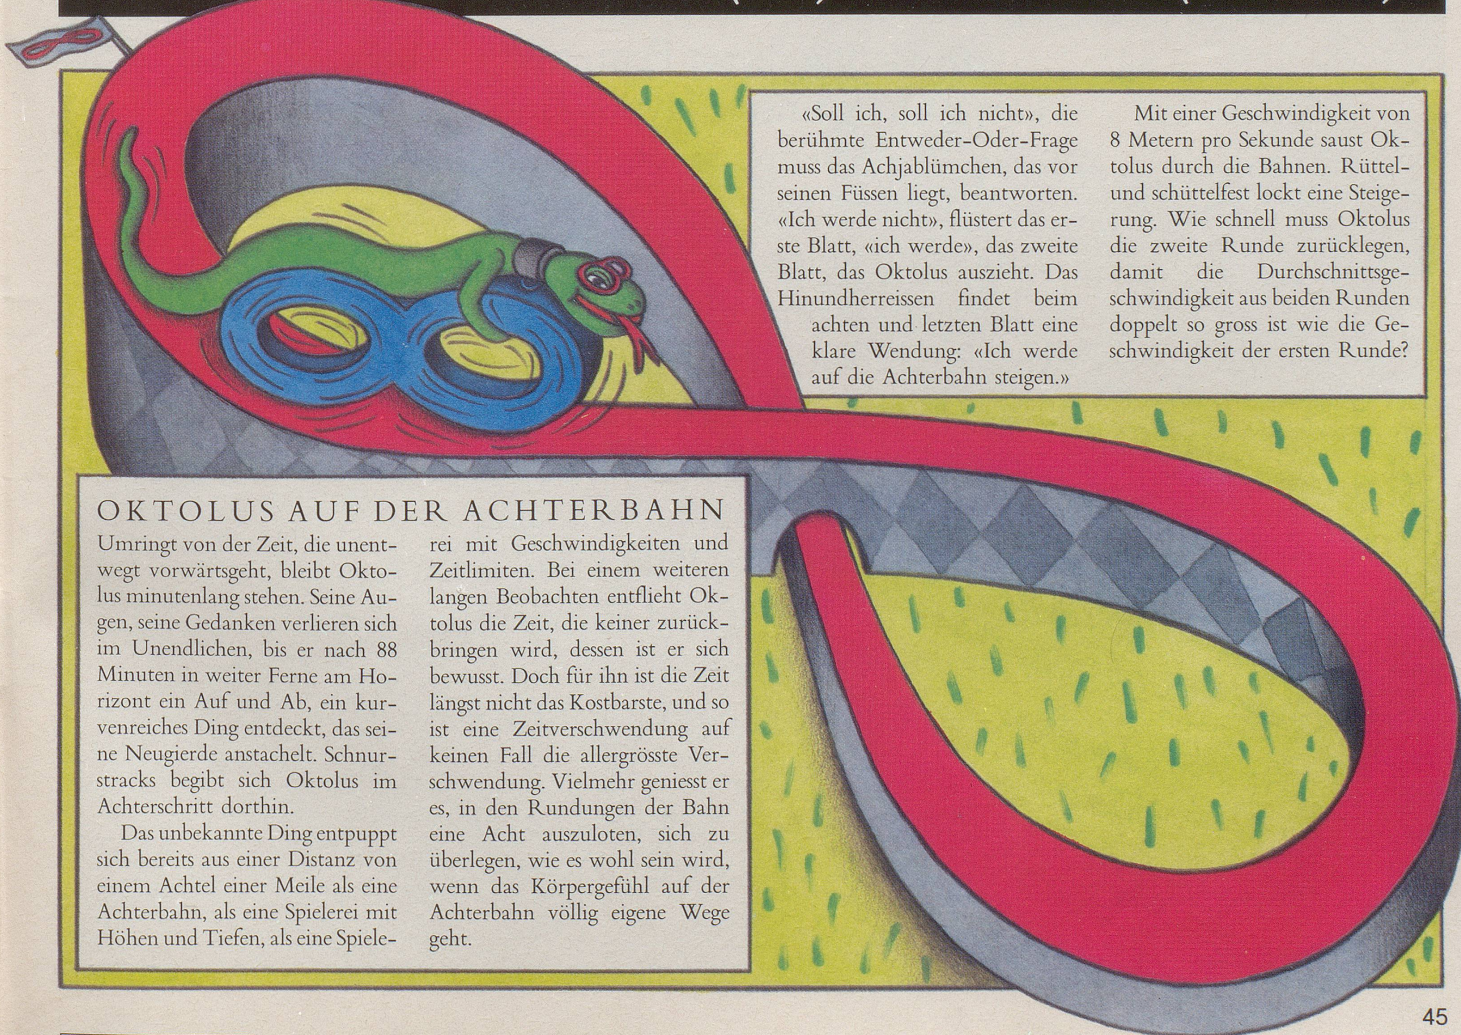 «Soll ich, soll ich nicht», die
berühmte Entweder-Oder-Frage
muss das Achjablümchen, das vor
seinen Füssen liegt, beantworten.
«Ich werde nicht», flüstert das er-
ste Blatt, «ich werde», das zweite
Blatt, das Oktolus auszieht. Das
Hinundherreissen findet beim
achten und letzten Blatt eine
klare Wendung: «Ich werde
auf die Achterbahn steigen.»
Mit einer Geschwindigkeit von
8 Metern pro Sekunde saust Ok-
tolus durch die Bahnen. Rüttel-
und schüttelfest lockt eine Steige-
rung. Wie schnell muss Oktolus
die zweite Runde zurücklegen,
damit die Durchschnittsge-
schwindigkeit aus beiden Runden
doppelt so gross ist wie die Ge-
schwindigkeit der ersten Runde?
OKTOLUS AUF DER ACHTERBAHN
Umringt von der Zeit, die unent-
wegt vorwärtsgeht, bleibt Okto-
lus minutenlang stehen. Seine Au-
gen, seine Gedanken verlieren sich
im Unendlichen, bis er nach 88
Minuten in weiter Ferne am Ho-
rizont ein Auf und Ab, ein kur-
venreiches Ding entdeckt, das sei-
ne Neugierde anstachelt. Schnur-
stracks begibt sich Oktolus im
Achterschritt dorthin.
Das unbekannte Ding entpuppt
sich bereits aus einer Distanz von
einem Achtel einer Meile als eine
Achterbahn, als eine Spielerei mit
Höhen und Tiefen, als eine Spiele-
rei mit Geschwindigkeiten und
Zeitlimiten. Bei einem weiteren
langen Beobachten entflieht Ok-
tolus die Zeit, die keiner zurück-
bringen wird, dessen ist er sich
bewusst. Doch für ihn ist die Zeit
längst nicht das Kostbarste, und so
ist eine Zeitverschwendung auf
keinen Fall die allergrösste Ver-
schwendung. Vielmehr geniesst er
es, in den Rundungen der Bahn
eine Acht auszuloten, sich zu
überlegen, wie es wohl sein wird,
wenn das Körpergefühl auf der
Achterbahn völlig eigene Wege
geht.
45